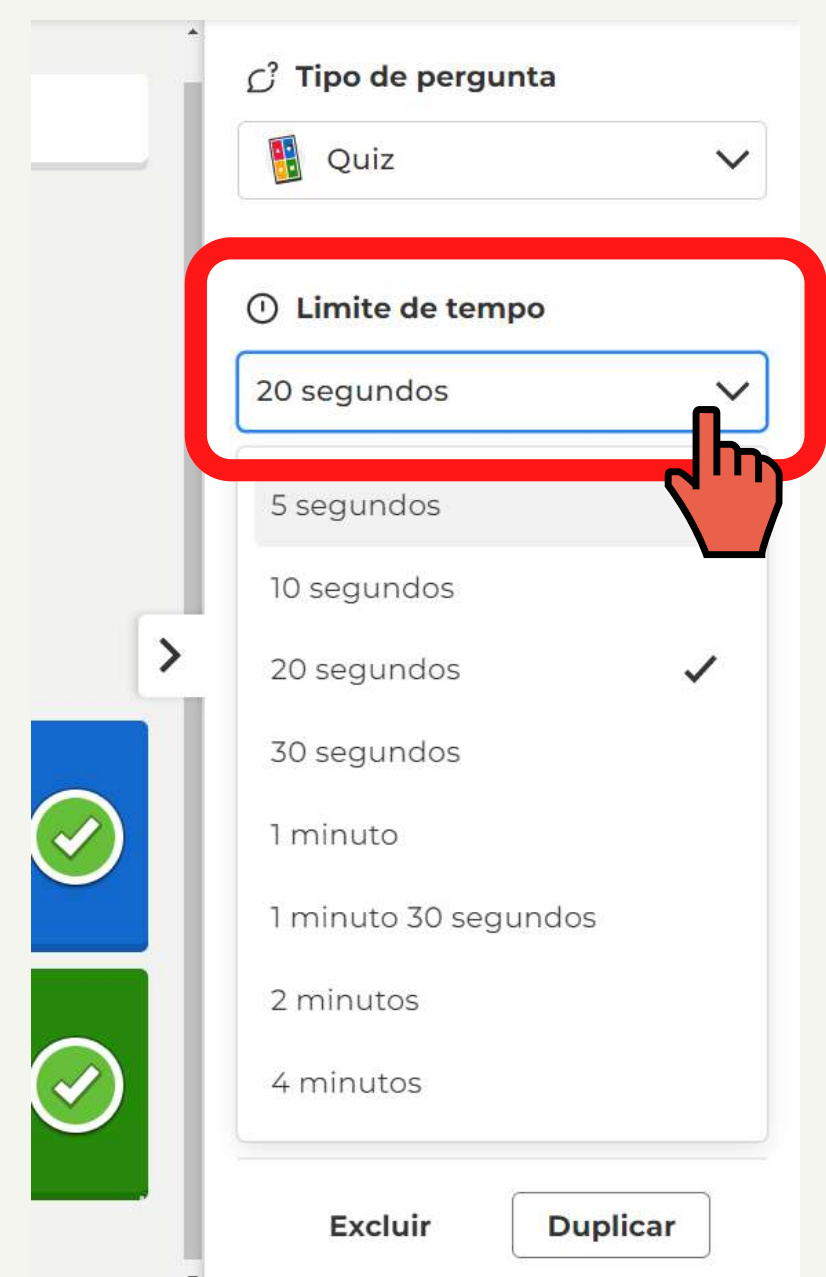 Tipo de pergunta
Quiz
Limite de tempo
20 segundos
5 segundos
10 segundos
20 segundos
30 segundos
1 minuto
1 minuto 30 segundos
2 minutos
4 minutos
Excluir
Duplicar